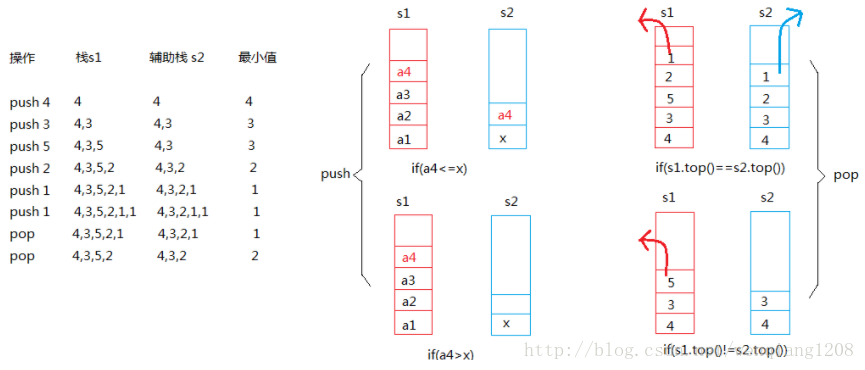 操作 栈s1 辅助栈 s2 最小值
push 4 4 4 4
push 3 4,3 4,3 3
push 5 4,3,5 4,3 3
push 2 4,3,5,2 4,3,2 2
push 1 4,3,5,2,1 4,3,2,1 1
push 1 4,3,5,2,1,1 4,3,2,1,1 1
pop 4,3,5,2,1 4,3,2,1 1
pop 4,3,5,2 4,3,2 2
push
s1 s2
a4
a3
a2 a4
a1 x
if(a4<=x)
s1 s2
a4
a3
a2
a1 x
if(a4>x)
s1 s2
1
2 1
5 2
3 3
4 4
if(s1.top()==s2.top())
5
3 3
4 4
if(s1.top()!=s2.top())
pop